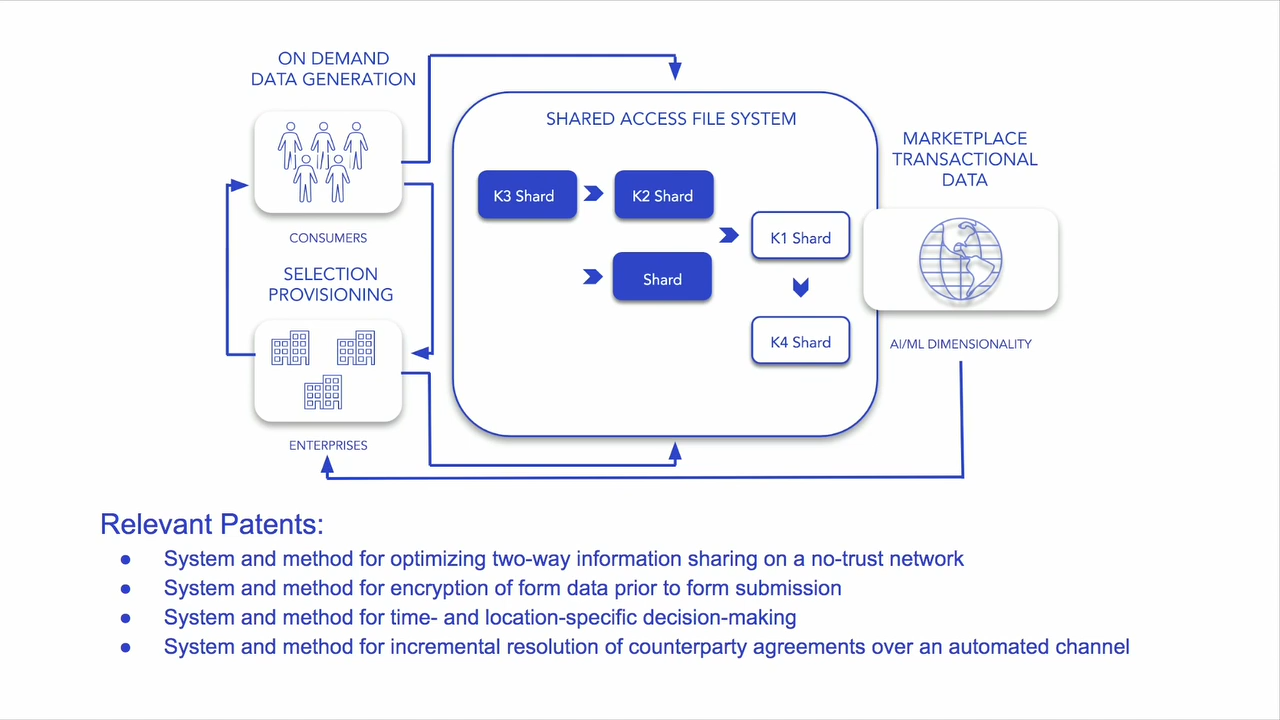 ON DEMAND
DATA GENERATION
CONSUMERS
SELECTION
PROVISIONING
ENTERPRISES
SHARED ACCESS FILE SYSTEM
K3 Shard
K2 Shard
Shard
K1 Shard
K4 Shard
MARKETPLACE
TRANSACTIONAL
DATA
AI/ML DIMENSIONALITY
Relevant Patents:
● System and method for optimizing two-way information sharing on a no-trust network
● System and method for encryption of form data prior to form submission
● System and method for time- and location-specific decision-making
● System and method for incremental resolution of counterparty agreements over an automated channel